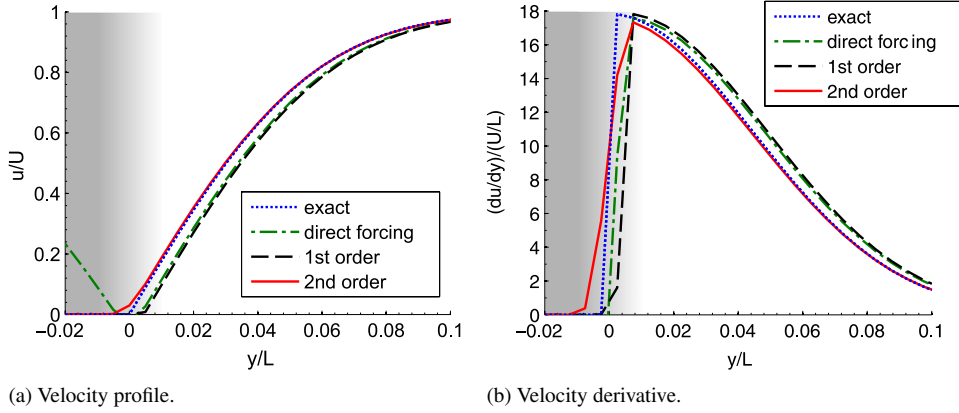 1
0.8
0.6
0.4
0.2
0
u/U
−0.02
0
0.02
0.04
0.06
0.08
0.1
y/L
exact
direct forcing
1st order
2nd order
(a) Velocity profile.
18
16
14
12
10
8
6
4
2
0
(du/dy)/(U/L)
−0.02
0
0.02
0.04
0.06
0.08
0.1
y/L
exact
direct forcing
1st order
2nd order
(b) Velocity derivative.